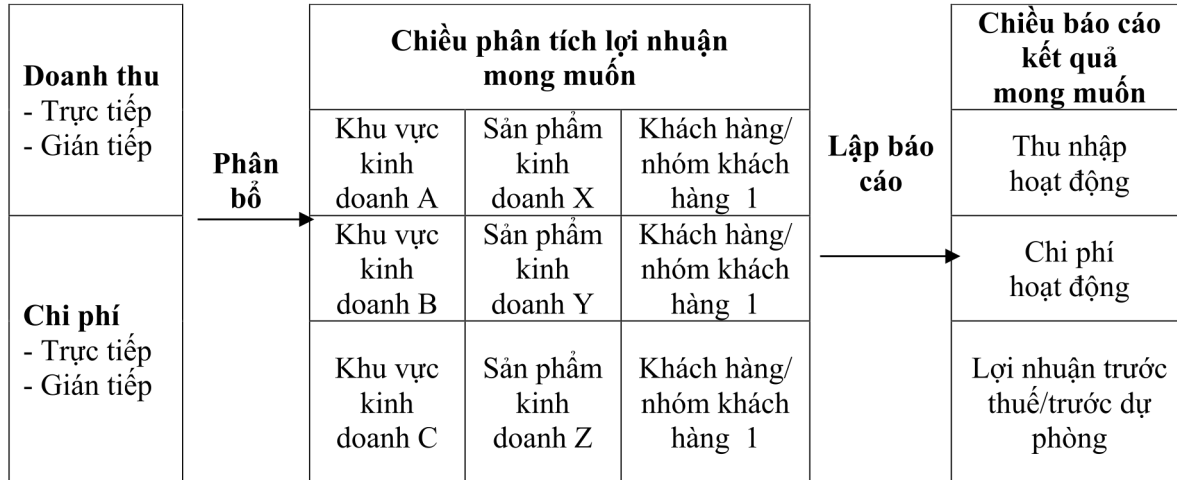 Doanh thu
- Trực tiếp
- Gián tiếp
Chi phí
- Trực tiếp
- Gián tiếp
Phân
bổ
Chiều phân tích lợi nhuận
mong muốn
Khu vực
kinh
doanh A
Sản phẩm
kinh
doanh X
Khách hàng/
nhóm khách
hàng 1
Khu vực
kinh
doanh B
Sản phẩm
kinh
doanh Y
Khách hàng/
nhóm khách
hàng 1
Khu vực
kinh
doanh C
Sản phẩm
kinh
doanh Z
Khách hàng/
nhóm khách
hàng 1
Lập báo
cáo
Chiều báo cáo
kết quả
mong muốn
Thu nhập
hoạt động
Chi phí
hoạt động
Lợi nhuận trước
thuế/trước dự
phòng